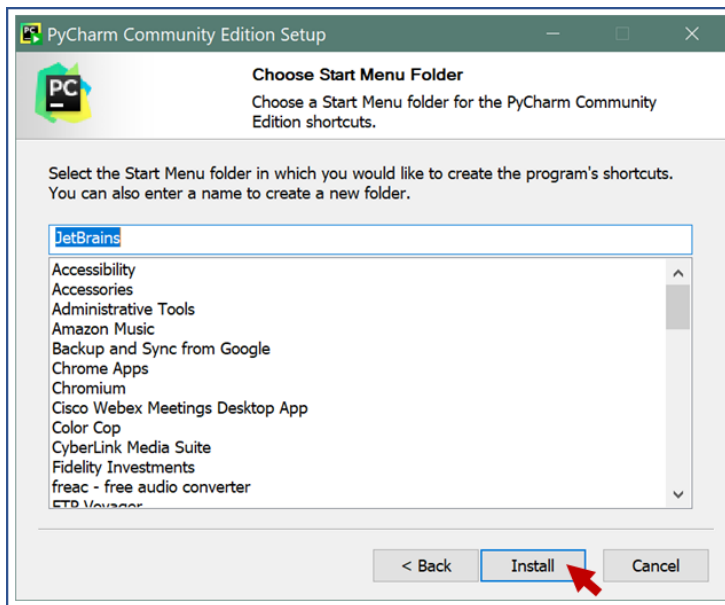 PC PyCharm Community Edition Setup
PC
Choose Start Menu Folder
Choose a Start Menu folder for the PyCharm Community
Edition shortcuts.
Select the Start Menu folder in which you would like to create the program's shortcuts.
You can also enter a name to create a new folder.
JetBrains
Accessibility
Accessories
Administrative Tools
Amazon Music
Backup and Sync from Google
Chrome Apps
Chromium
Cisco Webex Meetings Desktop App
Color Cop
CyberLink Media Suite
Fidelity Investments
freac - free audio converter
FTP Voyager
< Back Install Cancel